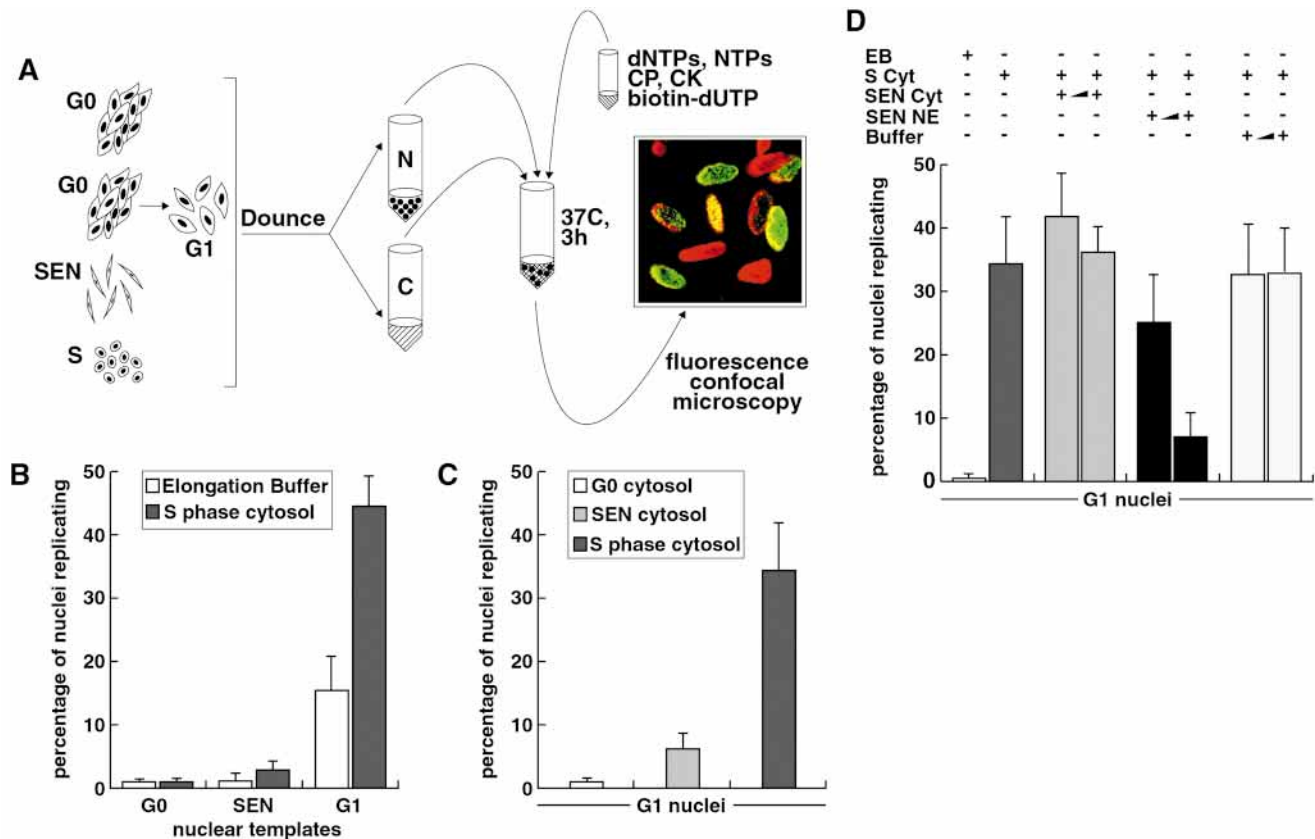 A
G0
G0
G1
SEN
S
Dounce
N
C
dNTPs, NTPs
CP, CK
biotin-dUTP
37C,
3h
fluorescence
confocal
microscopy
D
EB + - - - - - - -
S Cyt - + + + + + + +
SEN Cyt - - + + - - - -
SEN NE - - - - + + - -
Buffer - - - - - - + +
percentage of nuclei replicating
50
40
30
20
10
0
G1 nuclei
B
percentage of nuclei replicating
50
40
30
20
10
0
Elongation Buffer
S phase cytosol
G0 SEN G1
nuclear templates
C
percentage of nuclei replicating
50
40
30
20
10
0
G0 cytosol
SEN cytosol
S phase cytosol
G1 nuclei